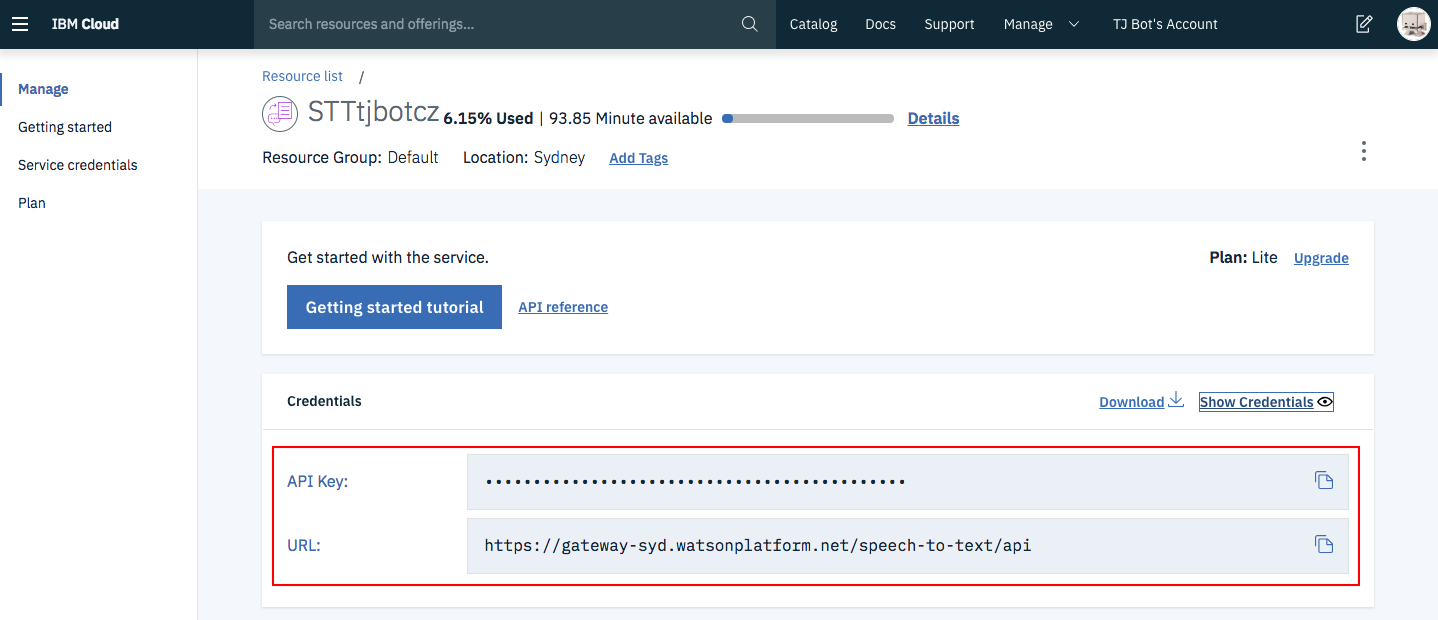 IBM Cloud
Search resources and offerings...
Catalog
Docs
Support
Manage
TJ Bot's Account
Manage
Getting started
Service credentials
Plan
Resource list /
STTtjbotcz 6.15% Used | 93.85 Minute available Details
Resource Group: Default Location: Sydney Add Tags
Get started with the service.
Plan: Lite Upgrade
Getting started tutorial API reference
Credentials
Download Show Credentials
API Key: ••••••••••••••••••••••••••••••••••••••••••••
URL: https://gateway-syd.watsonplatform.net/speech-to-text/api